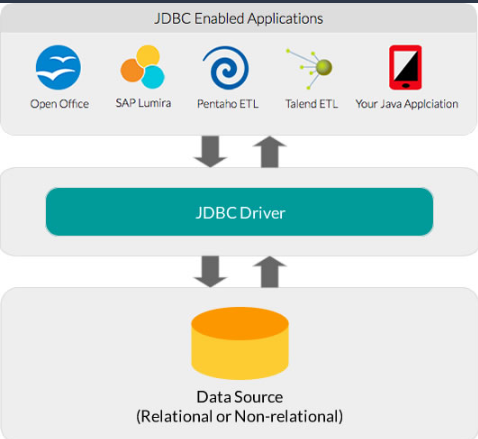 JDBC Enabled Applications
Open Office
SAP Lumira
Pentaho ETL
Talend ETL
Your Java Applciation
JDBC Driver
Data Source
(Relational or Non-relational)